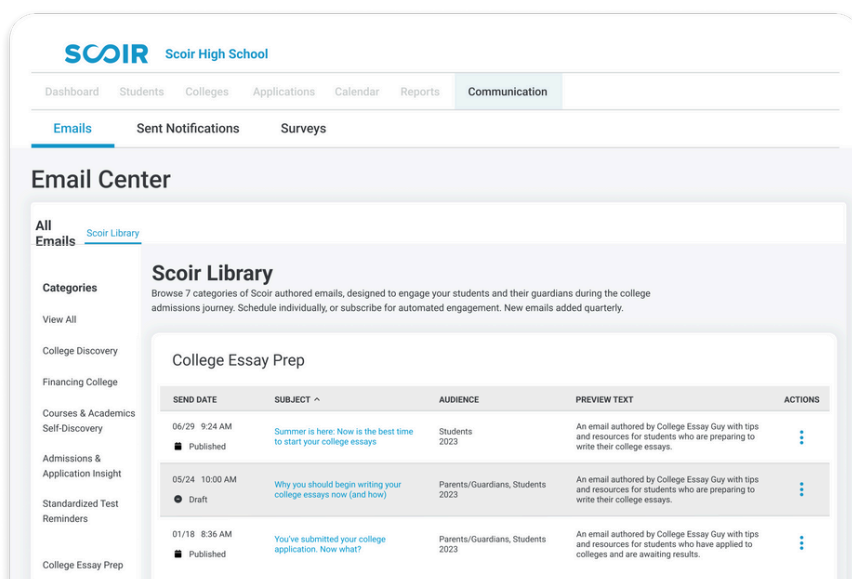 SCOIR Scoir High School
Dashboard Students Colleges Applications Calendar Reports Communication
Emails Sent Notifications Surveys
Email Center
All
Emails
Scoir Library
Categories
View All
College Discovery
Financing College
Courses & Academics
Self-Discovery
Admissions &
Application Insight
Standardized Test
Reminders
College Essay Prep
Scoir Library
Browse 7 categories of Scoir authored emails, designed to engage your students and their guardians during the college
admissions journey. Schedule individually, or subscribe for automated engagement. New emails added quarterly.
College Essay Prep
SEND DATE SUBJECT AUDIENCE PREVIEW TEXT ACTIONS
06/29 9:24 AM
Published
Summer is here: Now is the best time
to start your college essays
Students
2023
An email authored by College Essay Guy with tips
and resources for students who are preparing to
write their college essays.
05/24 10:00 AM
Draft
Why you should begin writing your
college essays now (and how)
Parents/Guardians, Students
2023
An email authored by College Essay Guy with tips
and resources for students who are preparing to
write their college essays.
01/18 8:36 AM
Published
You've submitted your college
application. Now what?
Parents/Guardians, Students
2023
An email authored by College Essay Guy with tips
and resources for students who have applied to
colleges and are awaiting results.